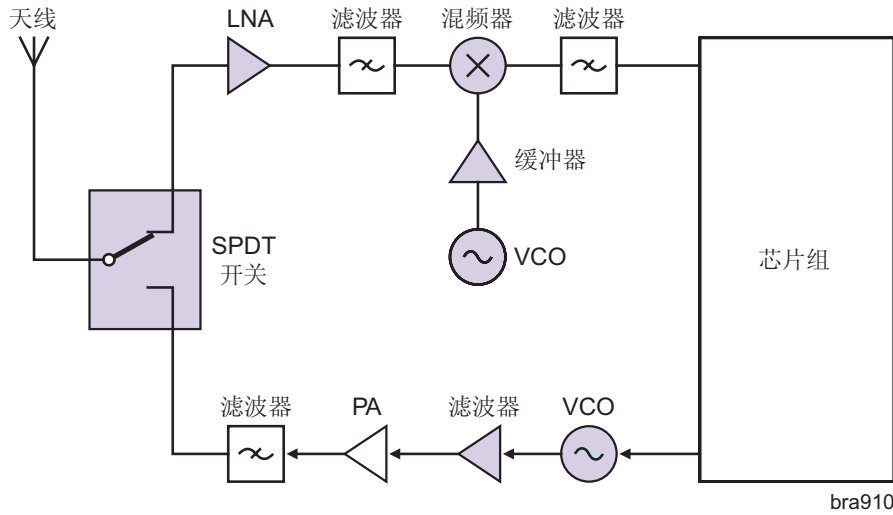 天线
LNA
滤波器
混频器
滤波器
缓冲器
SPDT
开关
VCO
芯片组
滤波器
PA
滤波器
VCO
bra910